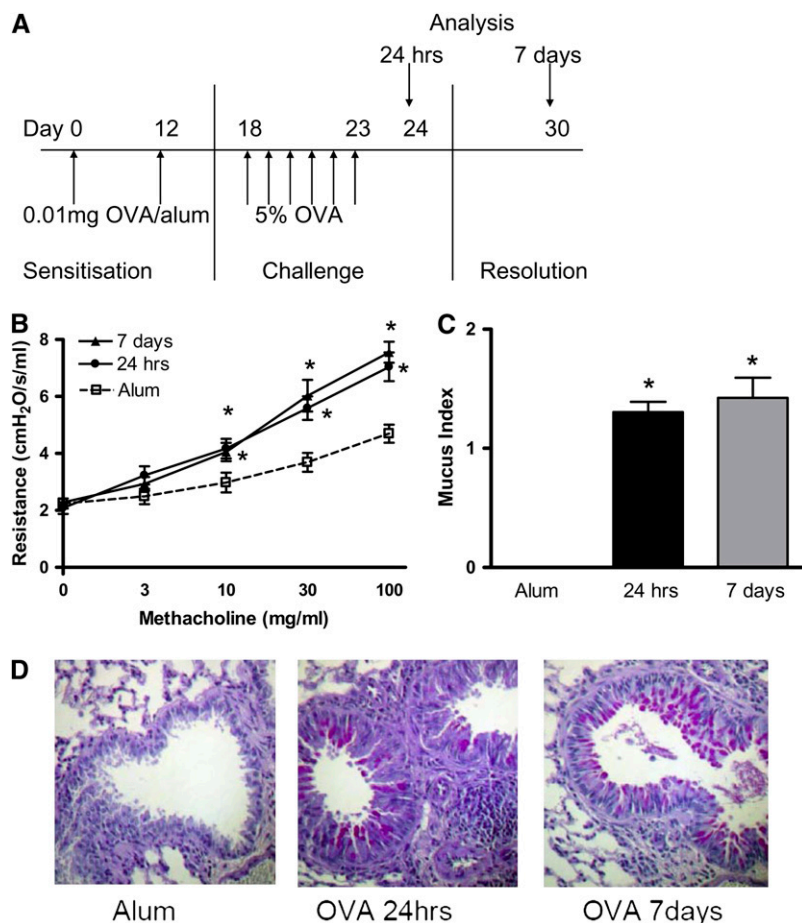 A
Analysis
24 hrs 7 days
Day 0 12 18 23 24 30
0.01mg OVA/alum 5% OVA
Sensitisation Challenge Resolution
B
Resistance (cmH₂O/s/ml)
8
6
4
2
0
7 days
24 hrs
Alum
* * *
* * *
0 3 10 30 100
Methacholine (mg/ml)
C
Mucus Index
2
1
0
* *
Alum 24 hrs 7 days
D
Alum OVA 24hrs OVA 7days